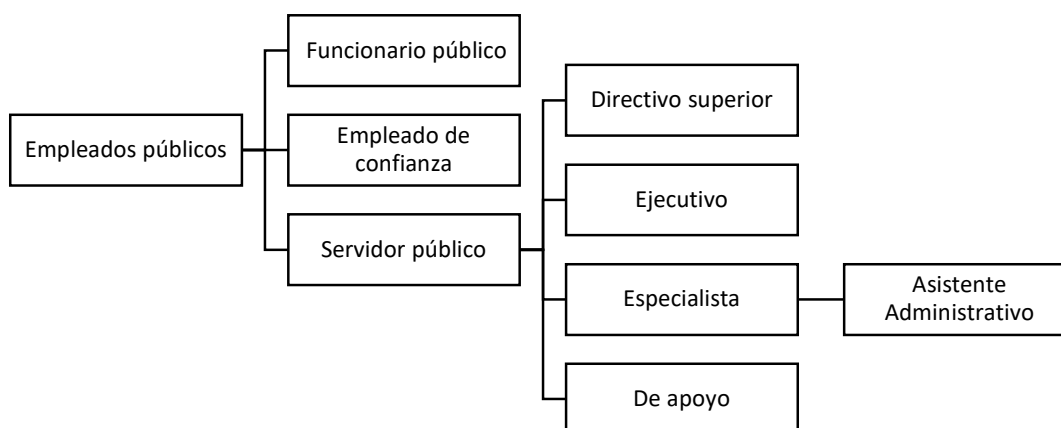 Empleados públicos
Funcionario público
Empleado de
confianza
Servidor público
Directivo superior
Ejecutivo
Especialista
De apoyo
Asistente
Administrativo